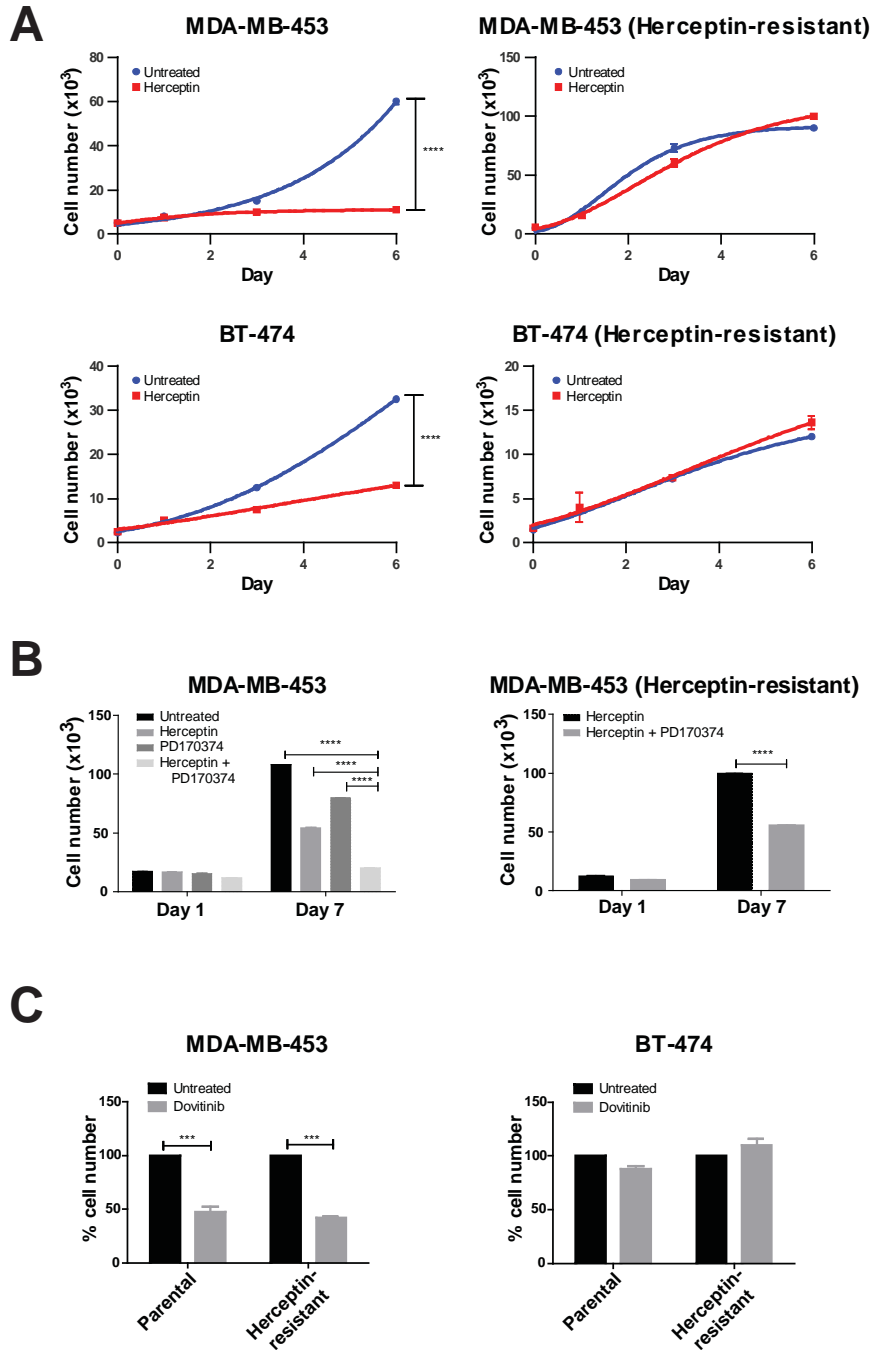 A
MDA-MB-453
Cell number (x10³)
80
60
40
20
0
Untreated
Herceptin
****
0 2 4 6
Day
MDA-MB-453 (Herceptin-resistant)
Cell number (x10³)
150
100
50
0
Untreated
Herceptin
0 2 4 6
Day
BT-474
Cell number (x10³)
40
30
20
10
0
Untreated
Herceptin
****
0 2 4 6
Day
BT-474 (Herceptin-resistant)
Cell number (x10³)
20
15
10
5
0
Untreated
Herceptin
0 2 4 6
Day
B
MDA-MB-453
Cell number (x10³)
150
100
50
0
Untreated
Herceptin
PD170374
Herceptin +
PD170374
****
****
****
Day 1 Day 7
MDA-MB-453 (Herceptin-resistant)
Cell number (x10³)
150
100
50
0
Herceptin
Herceptin + PD170374
****
Day 1 Day 7
C
MDA-MB-453
% cell number
150
100
50
0
Untreated
Dovitinib
***
***
Parental
Herceptin-
resistant
BT-474
% cell number
150
100
50
0
Untreated
Dovitinib
Parental
Herceptin-
resistant